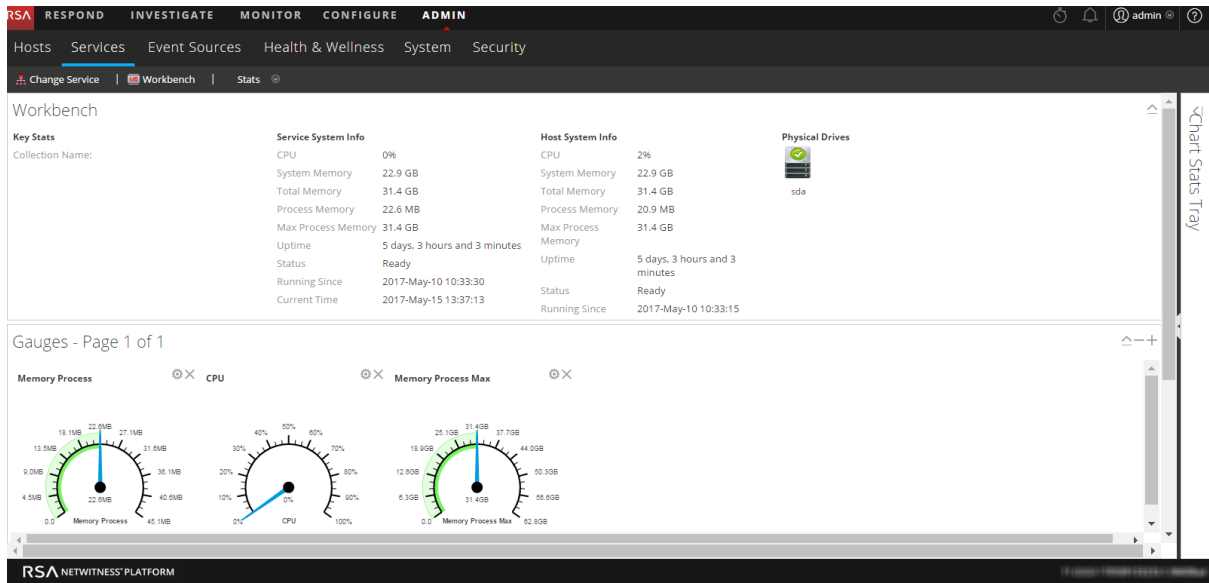 RSA RESPOND INVESTIGATE MONITOR CONFIGURE ADMIN admin
Hosts Services Event Sources Health & Wellness System Security
Change Service | Workbench | Stats
Workbench
Key Stats
Collection Name:
Service System Info
CPU 0%
System Memory 22.9 GB
Total Memory 31.4 GB
Process Memory 22.6 MB
Max Process Memory 31.4 GB
Uptime 5 days, 3 hours and 3 minutes
Status Ready
Running Since 2017-May-10 10:33:30
Current Time 2017-May-15 13:37:13
Host System Info
CPU 2%
System Memory 22.9 GB
Total Memory 31.4 GB
Process Memory 20.9 MB
Max Process Memory 31.4 GB
Uptime 5 days, 3 hours and 3 minutes
Status Ready
Running Since 2017-May-10 10:33:15
Physical Drives
sda
Chart Stats Tray
Gauges - Page 1 of 1
Memory Process
0.0 4.5MB 9.0MB 13.5MB 18.1MB 22.6MB 27.1MB 31.6MB 36.1MB 40.6MB 45.1MB
22.6MB
Memory Process
CPU
0% 10% 20% 30% 40% 50% 60% 70% 80% 90% 100%
0%
CPU
Memory Process Max
0.0 6.3GB 12.6GB 18.9GB 25.1GB 31.4GB 37.7GB 44.0GB 50.3GB 56.6GB 62.8GB
31.4GB
Memory Process Max
RSA NETWITNESS® PLATFORM